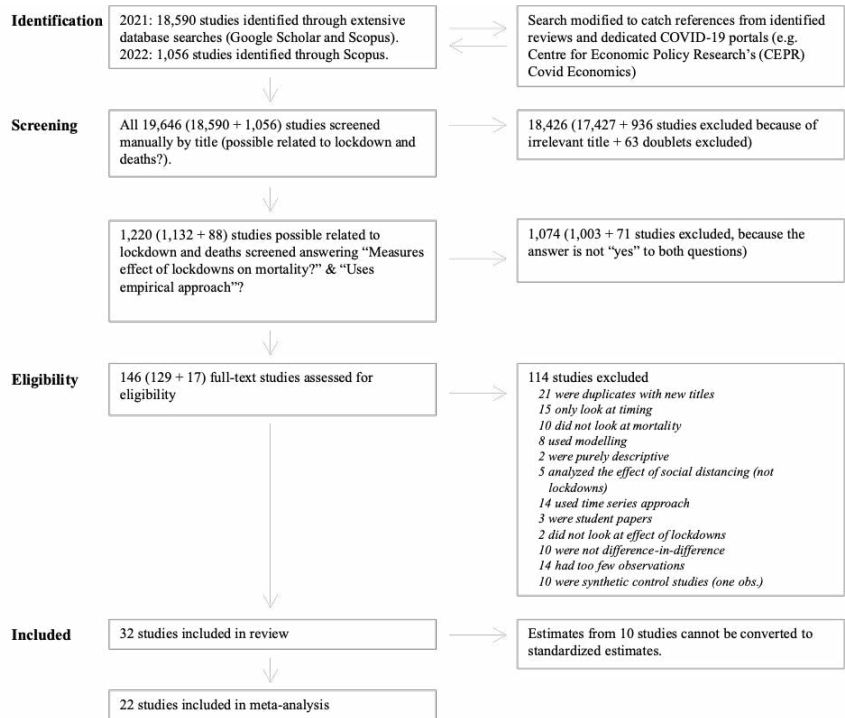 Identification
2021: 18,590 studies identified through extensive
database searches (Google Scholar and Scopus).
2022: 1,056 studies identified through Scopus.
Search modified to catch references from identified
reviews and dedicated COVID-19 portals (e.g.
Centre for Economic Policy Research's (CEPR)
Covid Economics)
Screening
All 19,646 (18,590 + 1,056) studies screened
manually by title (possible related to lockdown and
deaths?).
18,426 (17,427 + 936 studies excluded because of
irrelevant title + 63 doublets excluded)
1,220 (1,132 + 88) studies possible related to
lockdown and deaths screened answering “Measures
effect of lockdowns on mortality?” & “Uses
empirical approach”?
1,074 (1,003 + 71 studies excluded, because the
answer is not “yes” to both questions)
Eligibility
146 (129 + 17) full-text studies assessed for
eligibility
114 studies excluded
21 were duplicates with new titles
15 only look at timing
10 did not look at mortality
8 used modelling
2 were purely descriptive
5 analyzed the effect of social distancing (not
lockdowns)
14 used time series approach
3 were student papers
2 did not look at effect of lockdowns
10 were not difference-in-difference
14 had too few observations
10 were synthetic control studies (one obs.)
Included
32 studies included in review
Estimates from 10 studies cannot be converted to
standardized estimates.
22 studies included in meta-analysis